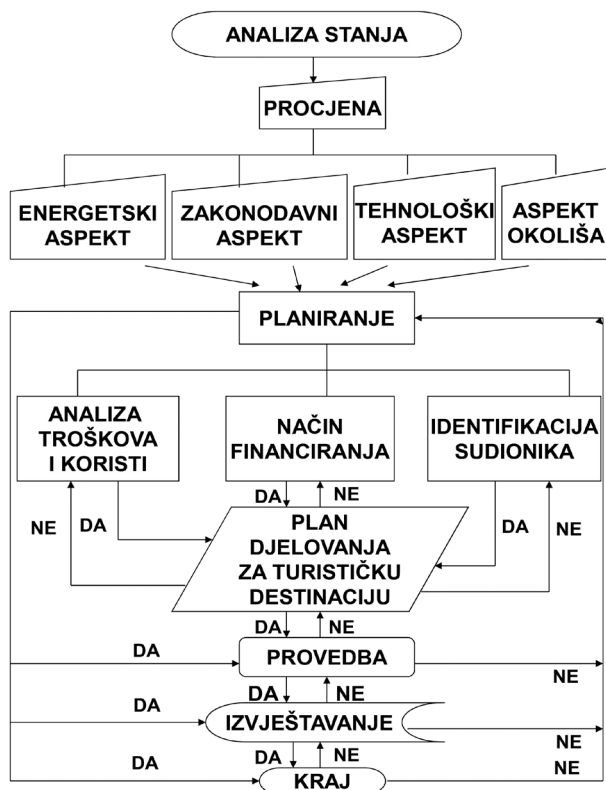 ANALIZA STANJA
PROCJENA
ENERGETSKI
ASPEKT
ZAKONODAVNI
ASPEKT
TEHNOLOŠKI
ASPEKT
ASPEKT
OKOLIŠA
PLANIRANJE
ANALIZA
TROŠKOVA
I KORISTI
NAČIN
FINANCIRANJA
IDENTIFIKACIJA
SUDIONIKA
NE
DA
DA
NE
DA
NE
PLAN
DJELOVANJA
ZA TURISTIČKU
DESTINACIJU
DA
NE
DA
PROVEDBA
NE
DA
NE
DA
IZVJEŠTAVANJE
NE
DA
NE
DA
KRAJ
NE